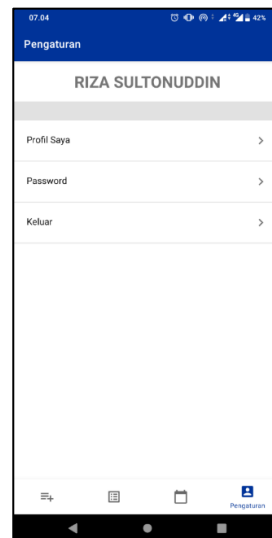 07.04
42%
Pengaturan
RIZA SULTONUDDIN
Profil Saya
Password
Keluar
Pengaturan